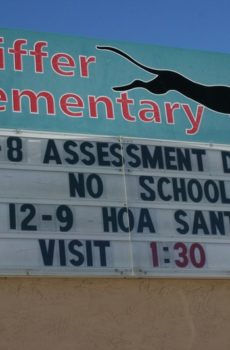 iffer
ementary
-8 ASSESSMENT D
NO SCHOOL
12-9 HOA SANT
VISIT 1:30